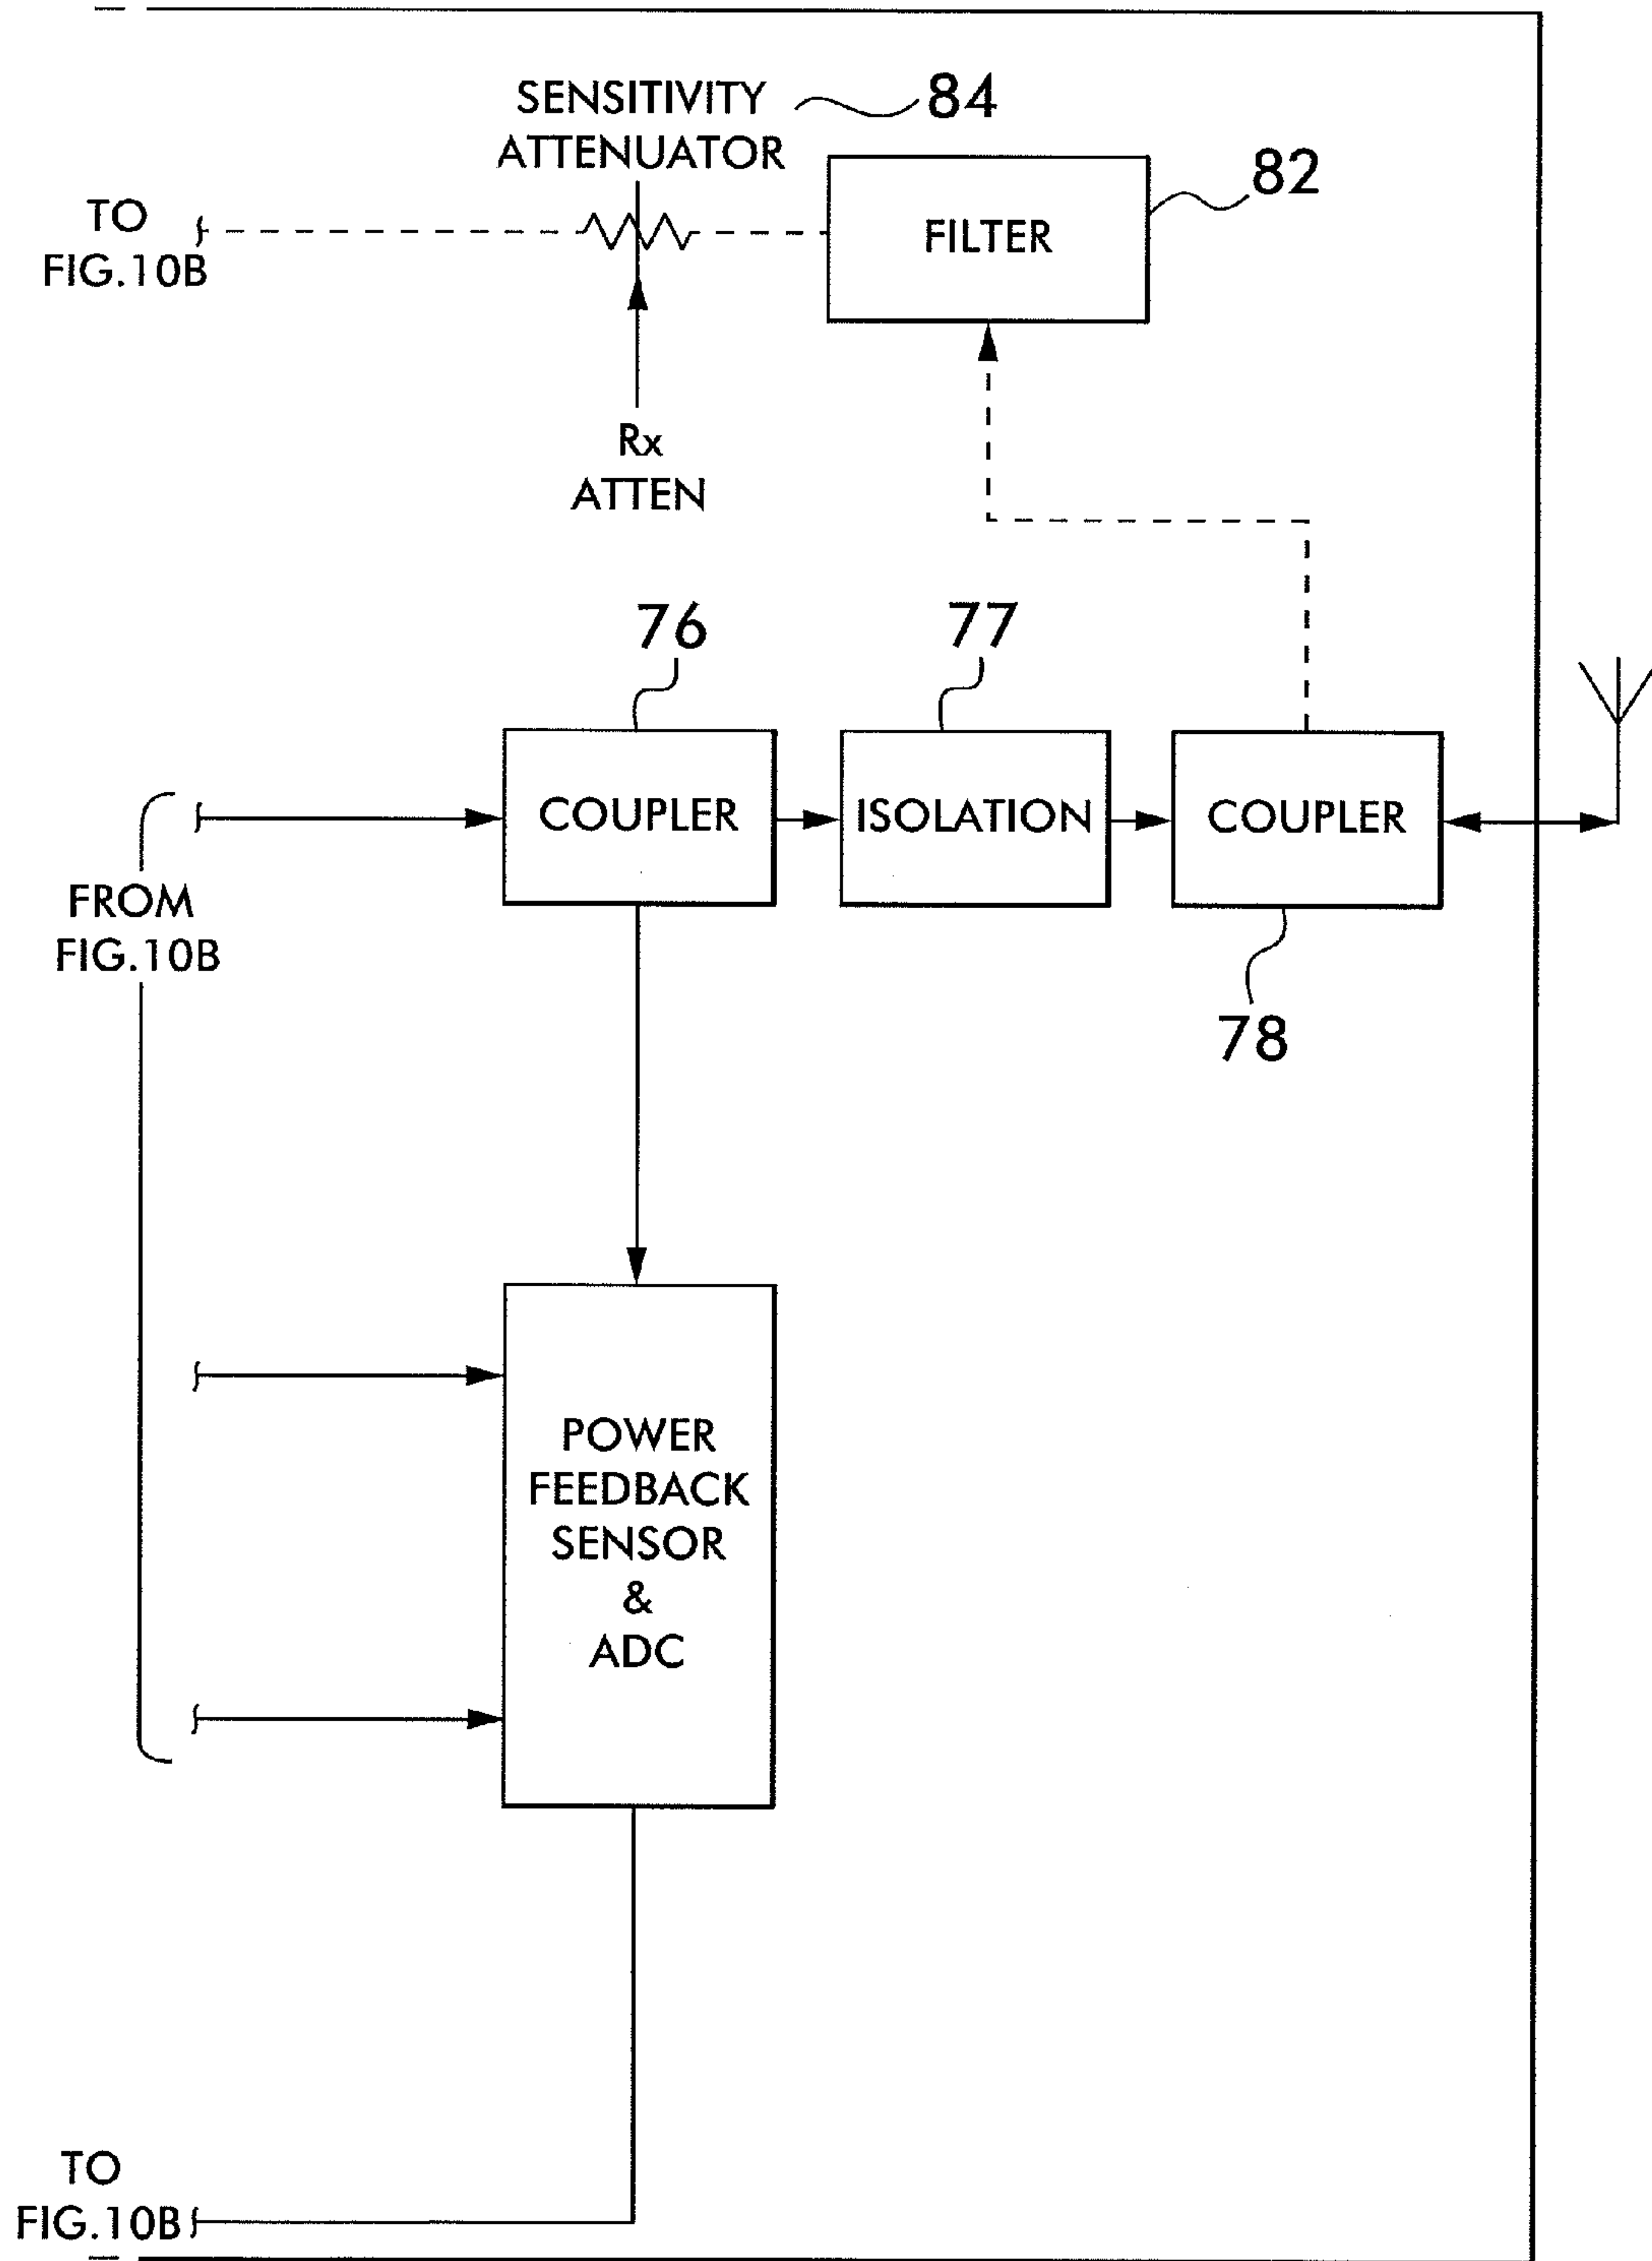 SENSITIVITY
ATTENUATOR
84
82
TO
FIG.10B
FILTER
Rx
ATTEN
76
77
COUPLER
ISOLATION
COUPLER
FROM
FIG.10B
78
POWER
FEEDBACK
SENSOR
&
ADC
TO
FIG.10B